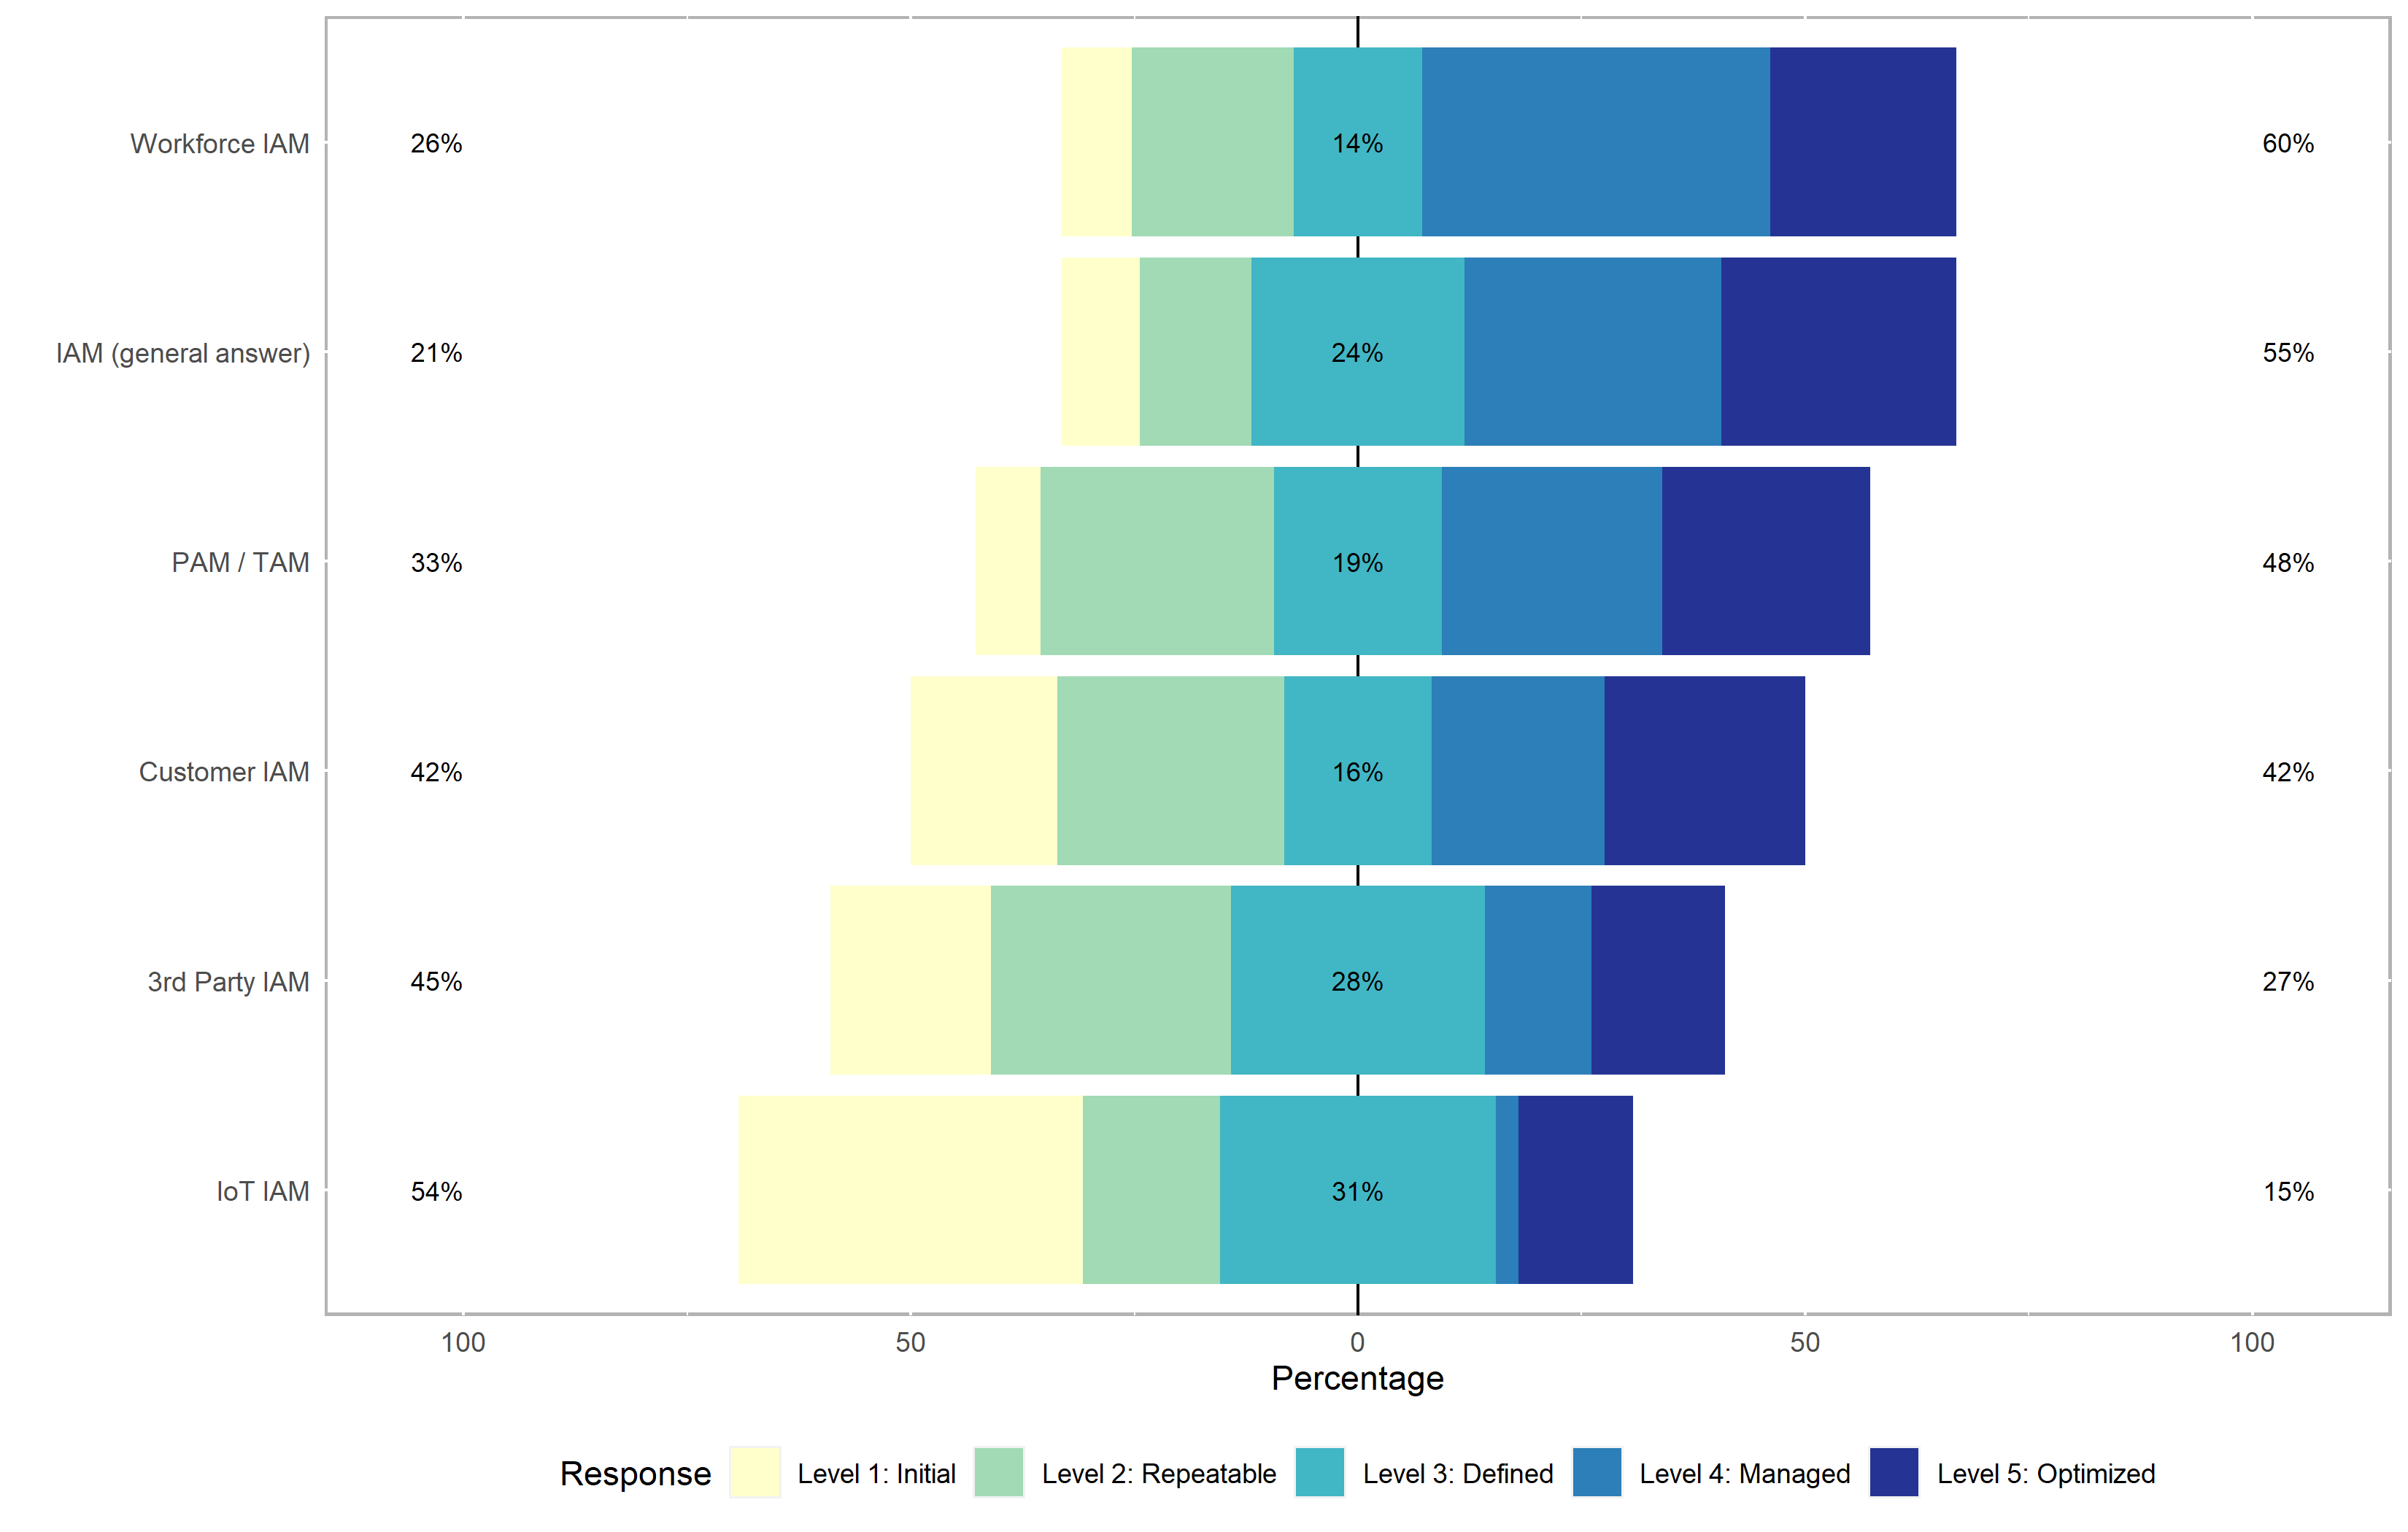 Workforce IAM 26% 14% 60%
IAM (general answer) 21% 24% 55%
PAM / TAM 33% 19% 48%
Customer IAM 42% 16% 42%
3rd Party IAM 45% 28% 27%
IoT IAM 54% 31% 15%
100 50 0 50 100
Percentage
Response Level 1: Initial Level 2: Repeatable Level 3: Defined Level 4: Managed Level 5: Optimized